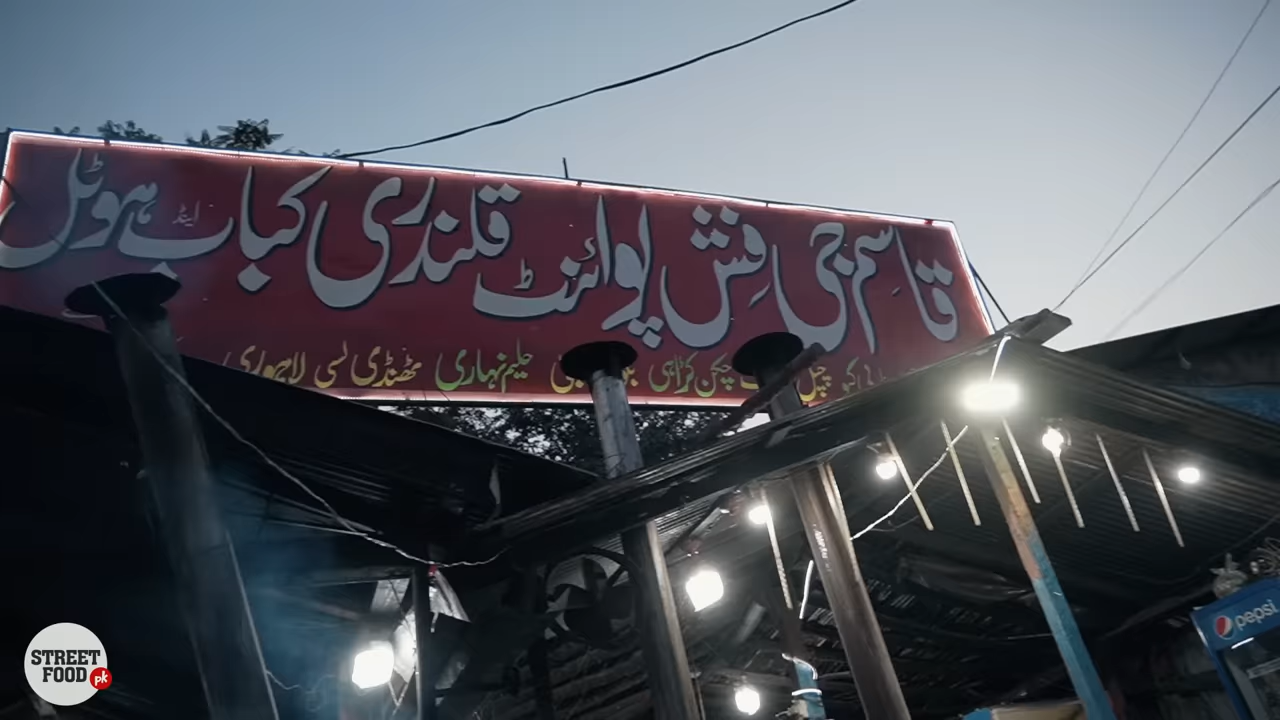 قاسم جی فش پوائنٹ قلندری کباب اینڈ ہوٹل
چپل چکن کڑاہی حلیم نہاری ٹھنڈی لسی لاہوری
pepsi
STREET
FOOD pk